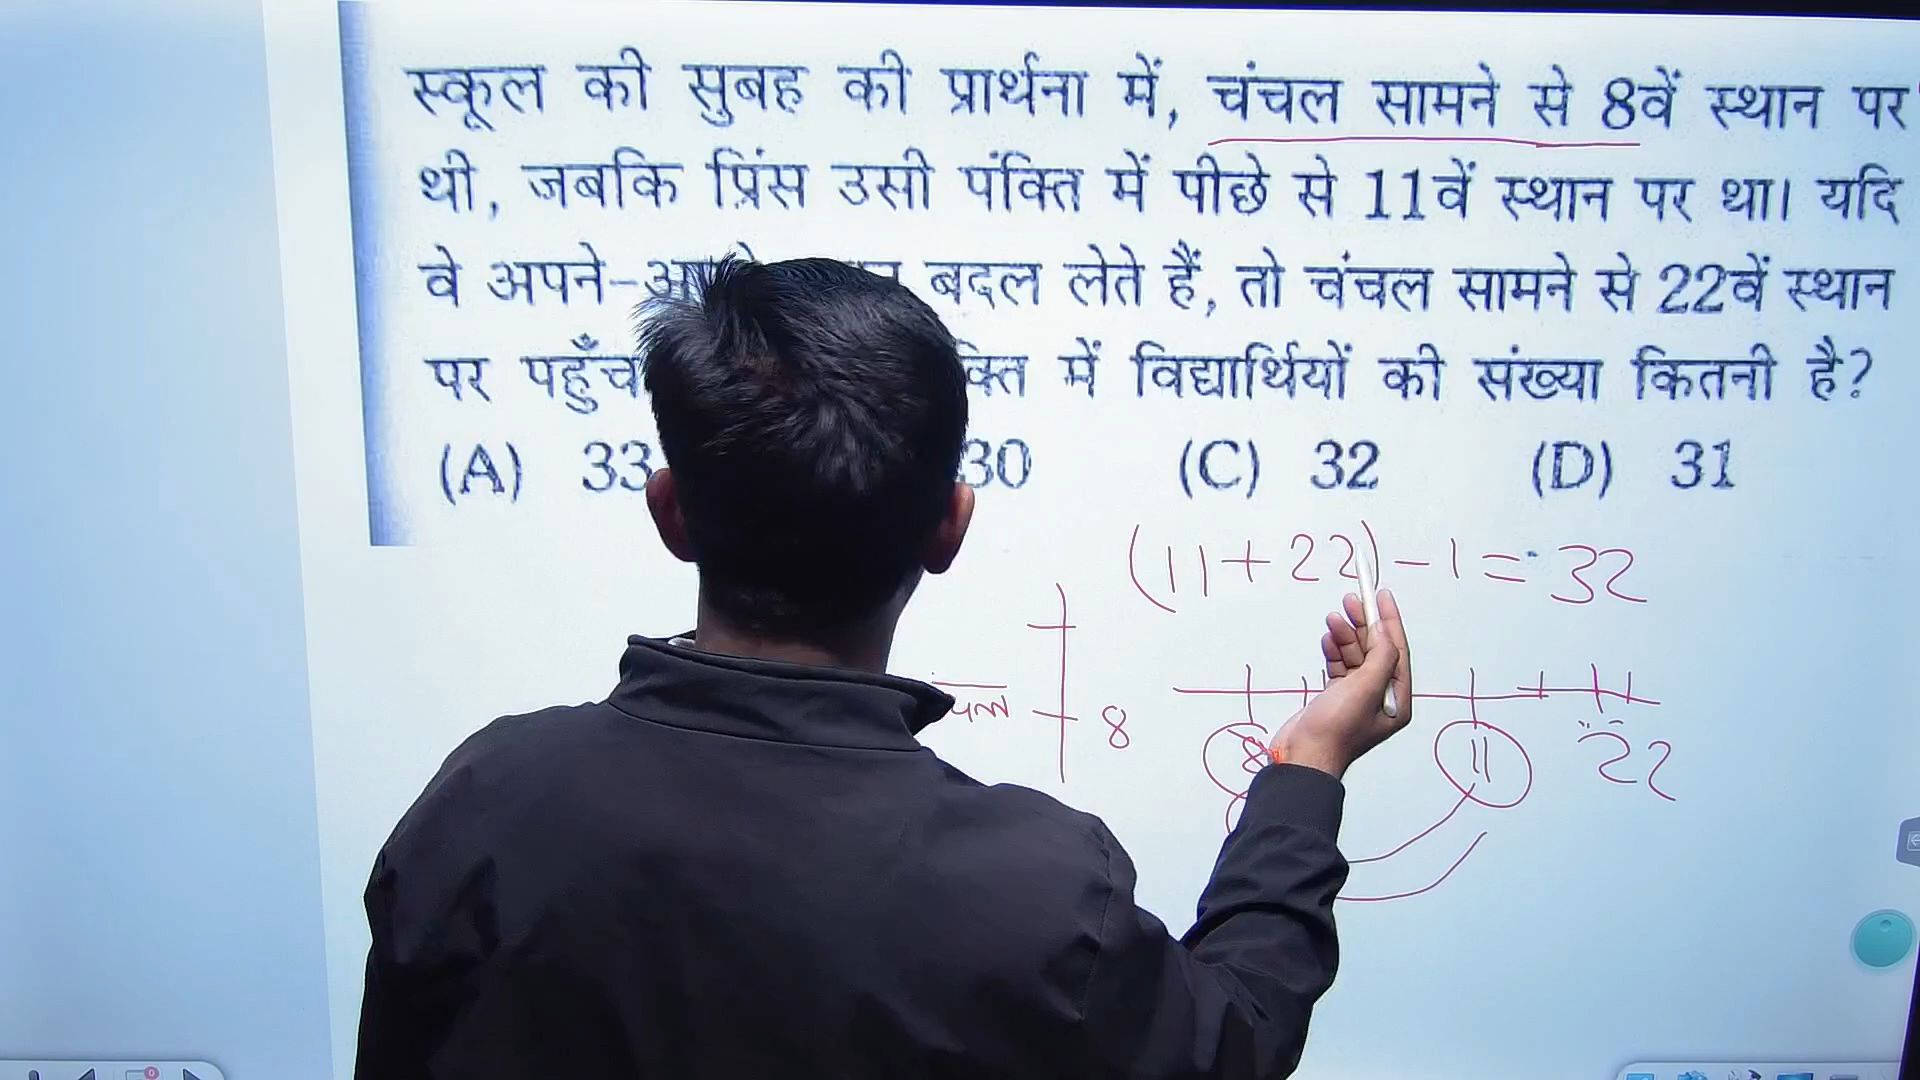 स्कूल की सुबह की प्रार्थना में, चंचल सामने से 8वें स्थान पर
थी, जबकि प्रिंस उसी पंक्ति में पीछे से 11वें स्थान पर था। यदि
वे अपने- बदल लेते हैं, तो चंचल सामने से 22वें स्थान
पर में विद्यार्थियों की संख्या कितनी है?
(A) 33 30 (C) 32 (D) 31
(11+22)-1=32
8
8 11 22